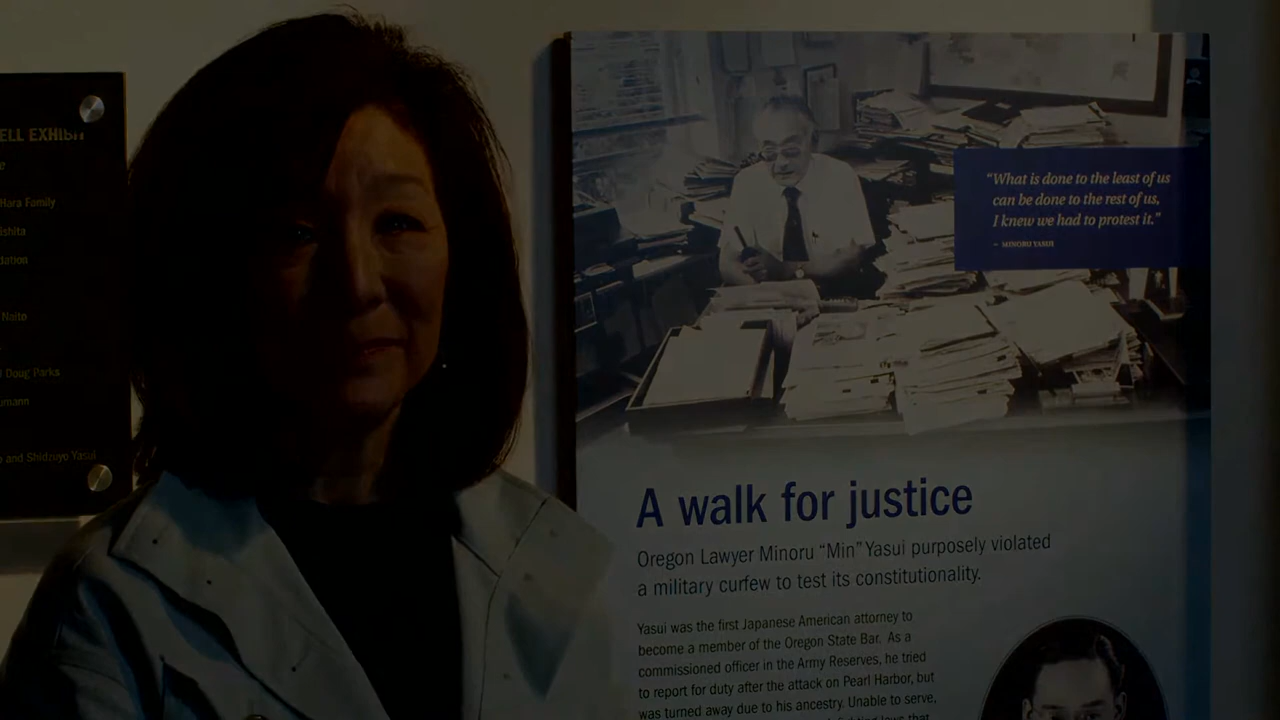 ELL EXHIBIT
Hara Family
ishita
dation
Naito
Doug Parks
umann
and Shidzuyo Yasui
“What is done to the least of us
can be done to the rest of us,
I knew we had to protest it.”
– MINORU YASUI
A walk for justice
Oregon Lawyer Minoru “Min” Yasui purposely violated
a military curfew to test its constitutionality.
Yasui was the first Japanese American attorney to
become a member of the Oregon State Bar. As a
commissioned officer in the Army Reserves, he tried
to report for duty after the attack on Pearl Harbor, but
was turned away due to his ancestry. Unable to serve,
laws that